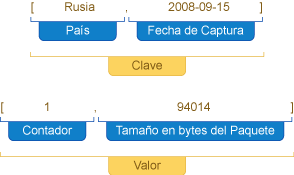 [ Rusia , 2008-09-15 ]
País Fecha de Captura
Clave
[ 1 , 94014 ]
Contador Tamaño en bytes del Paquete
Valor